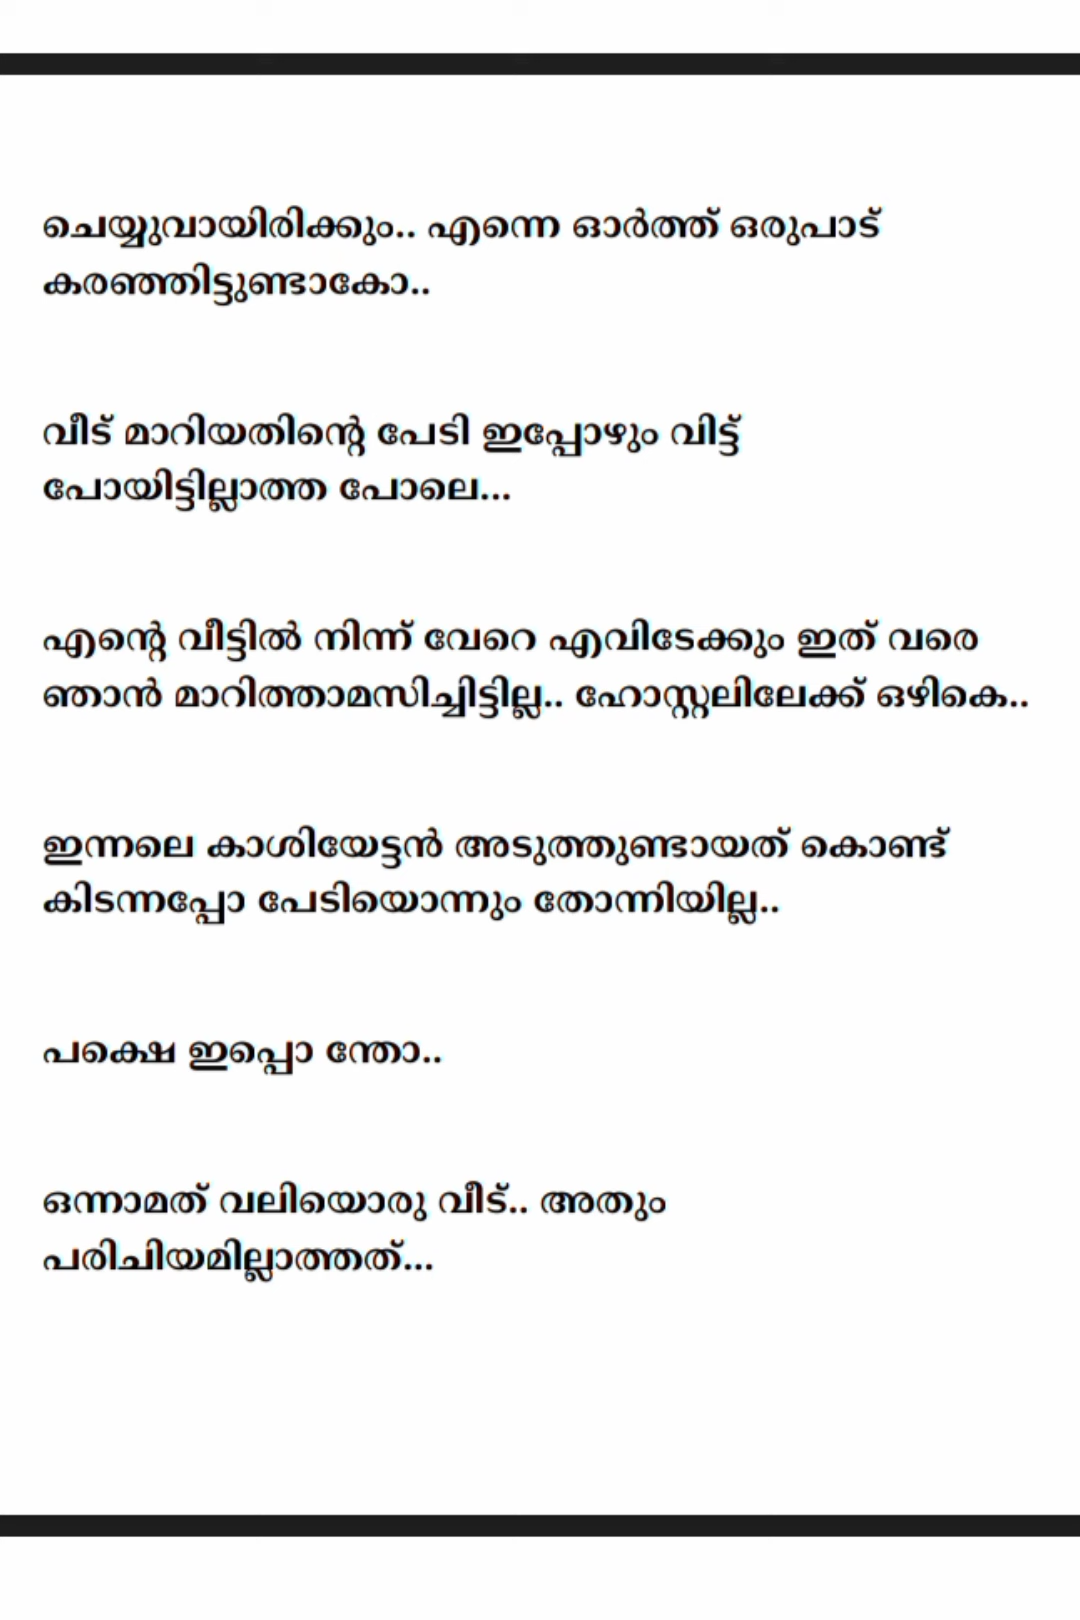 ചെയ്യുവായിരിക്കും.. എന്നെ ഓർത്ത് ഒരുപാട്
കരഞ്ഞിട്ടുണ്ടാകോ..
വീട് മാറിയതിന്റെ പേടി ഇപ്പോഴും വിട്ട്
പോയിട്ടില്ലാത്ത പോലെ...
എന്റെ വീട്ടിൽ നിന്ന് വേറെ എവിടേക്കും ഇത് വരെ
ഞാൻ മാറിത്താമസിച്ചിട്ടില്ല.. ഹോസ്റ്റലിലേക്ക് ഒഴികെ..
ഇന്നലെ കാശിയേട്ടൻ അടുത്തുണ്ടായത് കൊണ്ട്
കിടന്നപ്പോ പേടിയൊന്നും തോന്നിയില്ല..
പക്ഷെ ഇപ്പൊ ന്തോ..
ഒന്നാമത് വലിയൊരു വീട്.. അതും
പരിചിയമില്ലാത്തത്...